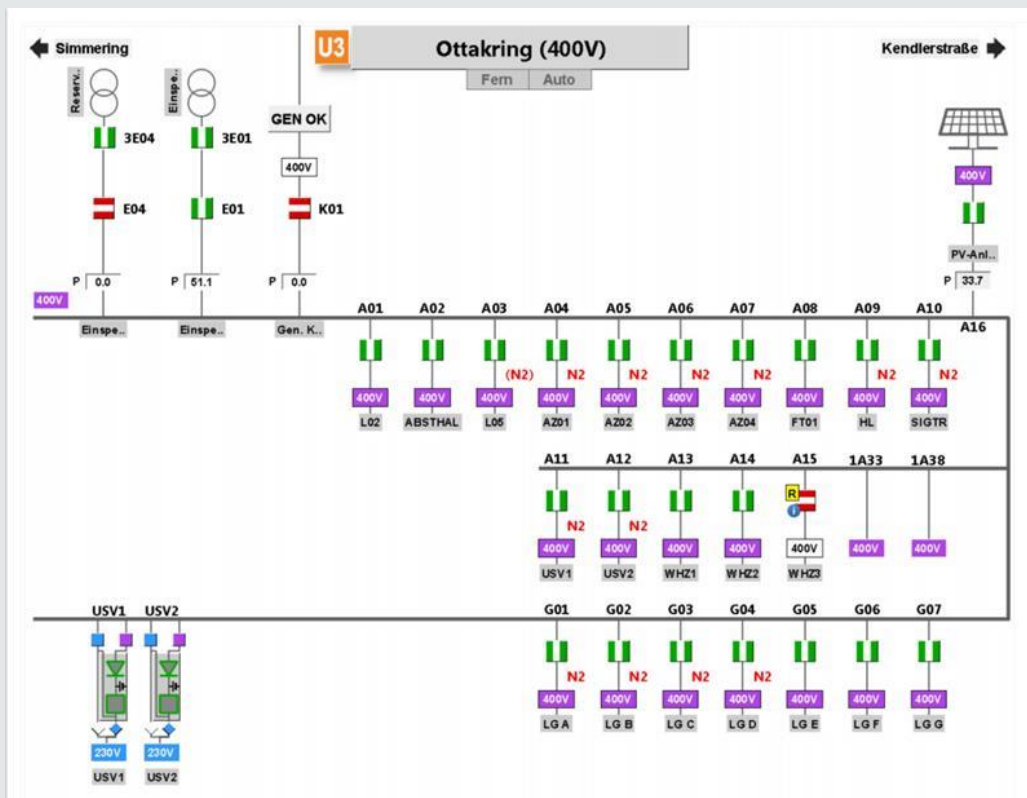 Simmering
U3
Ottakring (400V)
Kendlerstraße
Fern Auto
Reserv..
Einspe..
GEN OK
3E04 3E01
400V 400V
E04 E01 K01
PV-Anl..
P 0.0 P 51.1 P 0.0 P 33.7
400V
Einspe.. Einspe.. Gen. K..
A01 A02 A03 A04 A05 A06 A07 A08 A09 A10 A16
(N2) N2 N2 N2 N2 N2 N2
400V 400V 400V 400V 400V 400V 400V 400V 400V 400V
L02 ABSTHAL L05 AZ01 AZ02 AZ03 AZ04 FT01 HL SIGTR
A11 A12 A13 A14 A15 1A33 1A38
R
i
N2 N2
400V 400V 400V 400V 400V 400V 400V
USV1 USV2 WHZ1 WHZ2 WHZ3
USV1 USV2 G01 G02 G03 G04 G05 G06 G07
N2 N2 N2 N2
400V 400V 400V 400V 400V 400V 400V
LG A LG B LG C LG D LG E LG F LG G
230V 230V
USV1 USV2